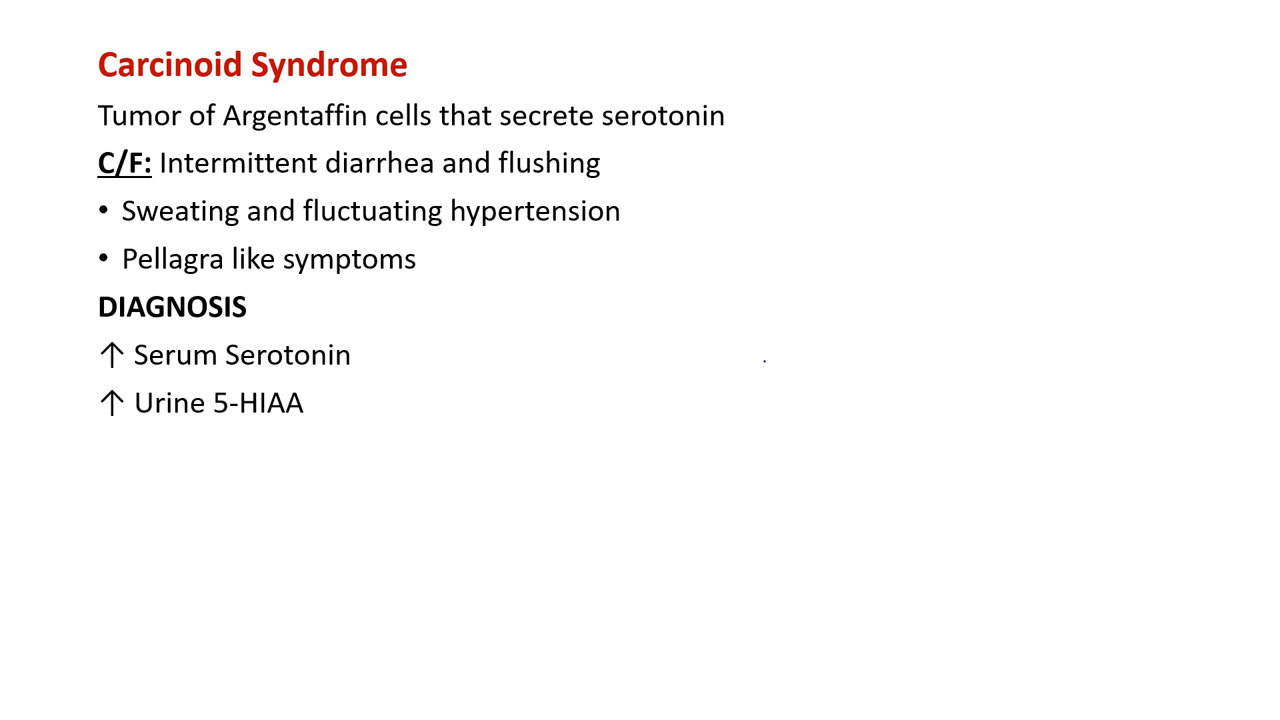 Carcinoid Syndrome
Tumor of Argentaffin cells that secrete serotonin
C/F: Intermittent diarrhea and flushing
• Sweating and fluctuating hypertension
• Pellagra like symptoms
DIAGNOSIS
↑ Serum Serotonin
↑ Urine 5-HIAA